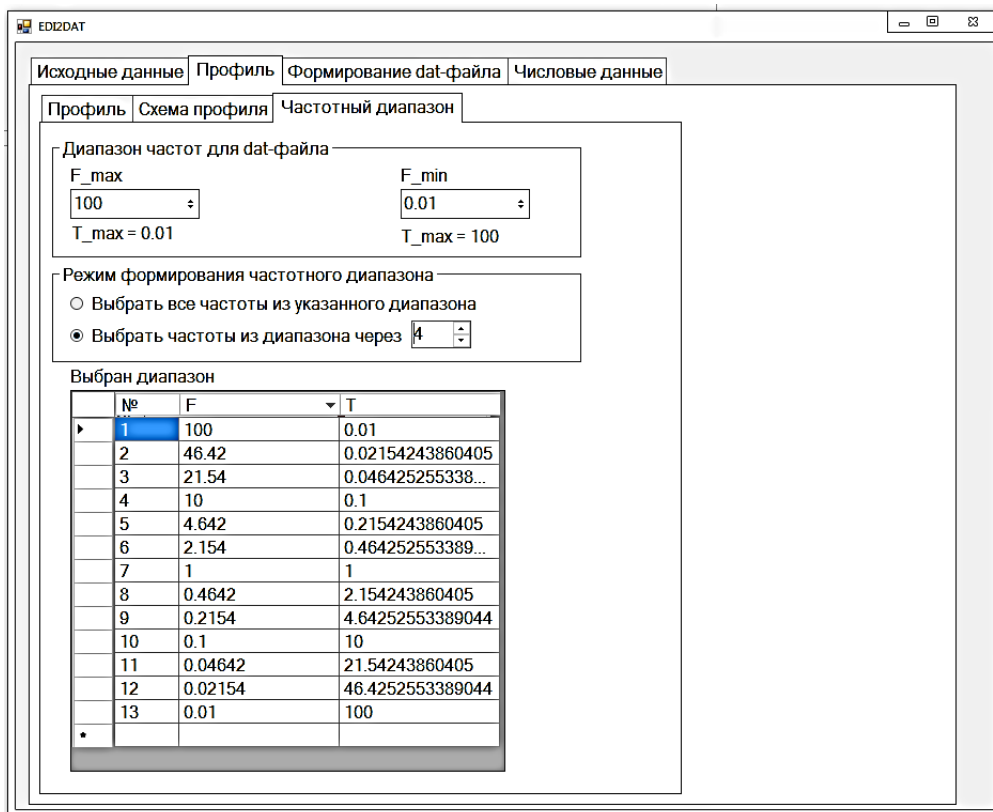 EDI2DAT
Исходные данные Профиль Формирование dat-файла Числовые данные
Профиль Схема профиля Частотный диапазон
Диапазон частот для dat-файла
F_max F_min
100 0.01
T_max = 0.01 T_max = 100
Режим формирования частотного диапазона
Выбрать все частоты из указанного диапазона
Выбрать частоты из диапазона через 4
Выбран диапазон
№ F T
1 100 0.01
2 46.42 0.02154243860405
3 21.54 0.046425255338...
4 10 0.1
5 4.642 0.2154243860405
6 2.154 0.464252553389...
7 1 1
8 0.4642 2.154243860405
9 0.2154 4.64252553389044
10 0.1 10
11 0.04642 21.54243860405
12 0.02154 46.4252553389044
13 0.01 100